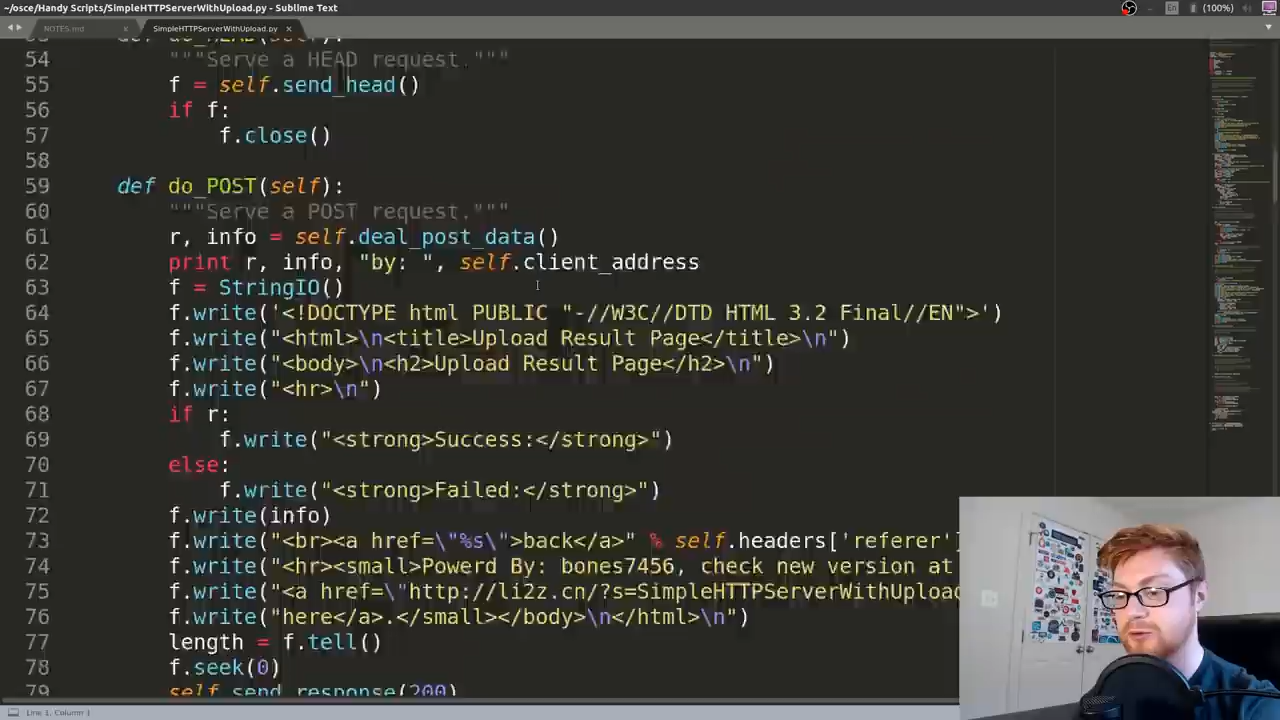 ~/osce/Handy Scripts/SimpleHTTPServerWithUpload.py - Sublime Text
En (100%)
NOTES.md × SimpleHTTPServerWithUpload.py ×
53 def do_HEAD(self):
54 """Serve a HEAD request."""
55 f = self.send_head()
56 if f:
57 f.close()
58
59 def do_POST(self):
60 """Serve a POST request."""
61 r, info = self.deal_post_data()
62 print r, info, "by: ", self.client_address
63 f = StringIO()
64 f.write('<!DOCTYPE html PUBLIC "-//W3C//DTD HTML 3.2 Final//EN">')
65 f.write("<html>\n<title>Upload Result Page</title>\n")
66 f.write("<body>\n<h2>Upload Result Page</h2>\n")
67 f.write("<hr>\n")
68 if r:
69 f.write("<strong>Success:</strong>")
70 else:
71 f.write("<strong>Failed:</strong>")
72 f.write(info)
73 f.write("<br><a href=\"%s\">back</a>" % self.headers['referer']
74 f.write("<hr><small>Powerd By: bones7456, check new version at
75 f.write("<a href=\"http://li2z.cn/?s=SimpleHTTPServerWithUpload
76 f.write("here</a>.</small></body>\n</html>\n")
77 length = f.tell()
78 f.seek(0)
79 self.send_response(200)
Line 1, Column 1